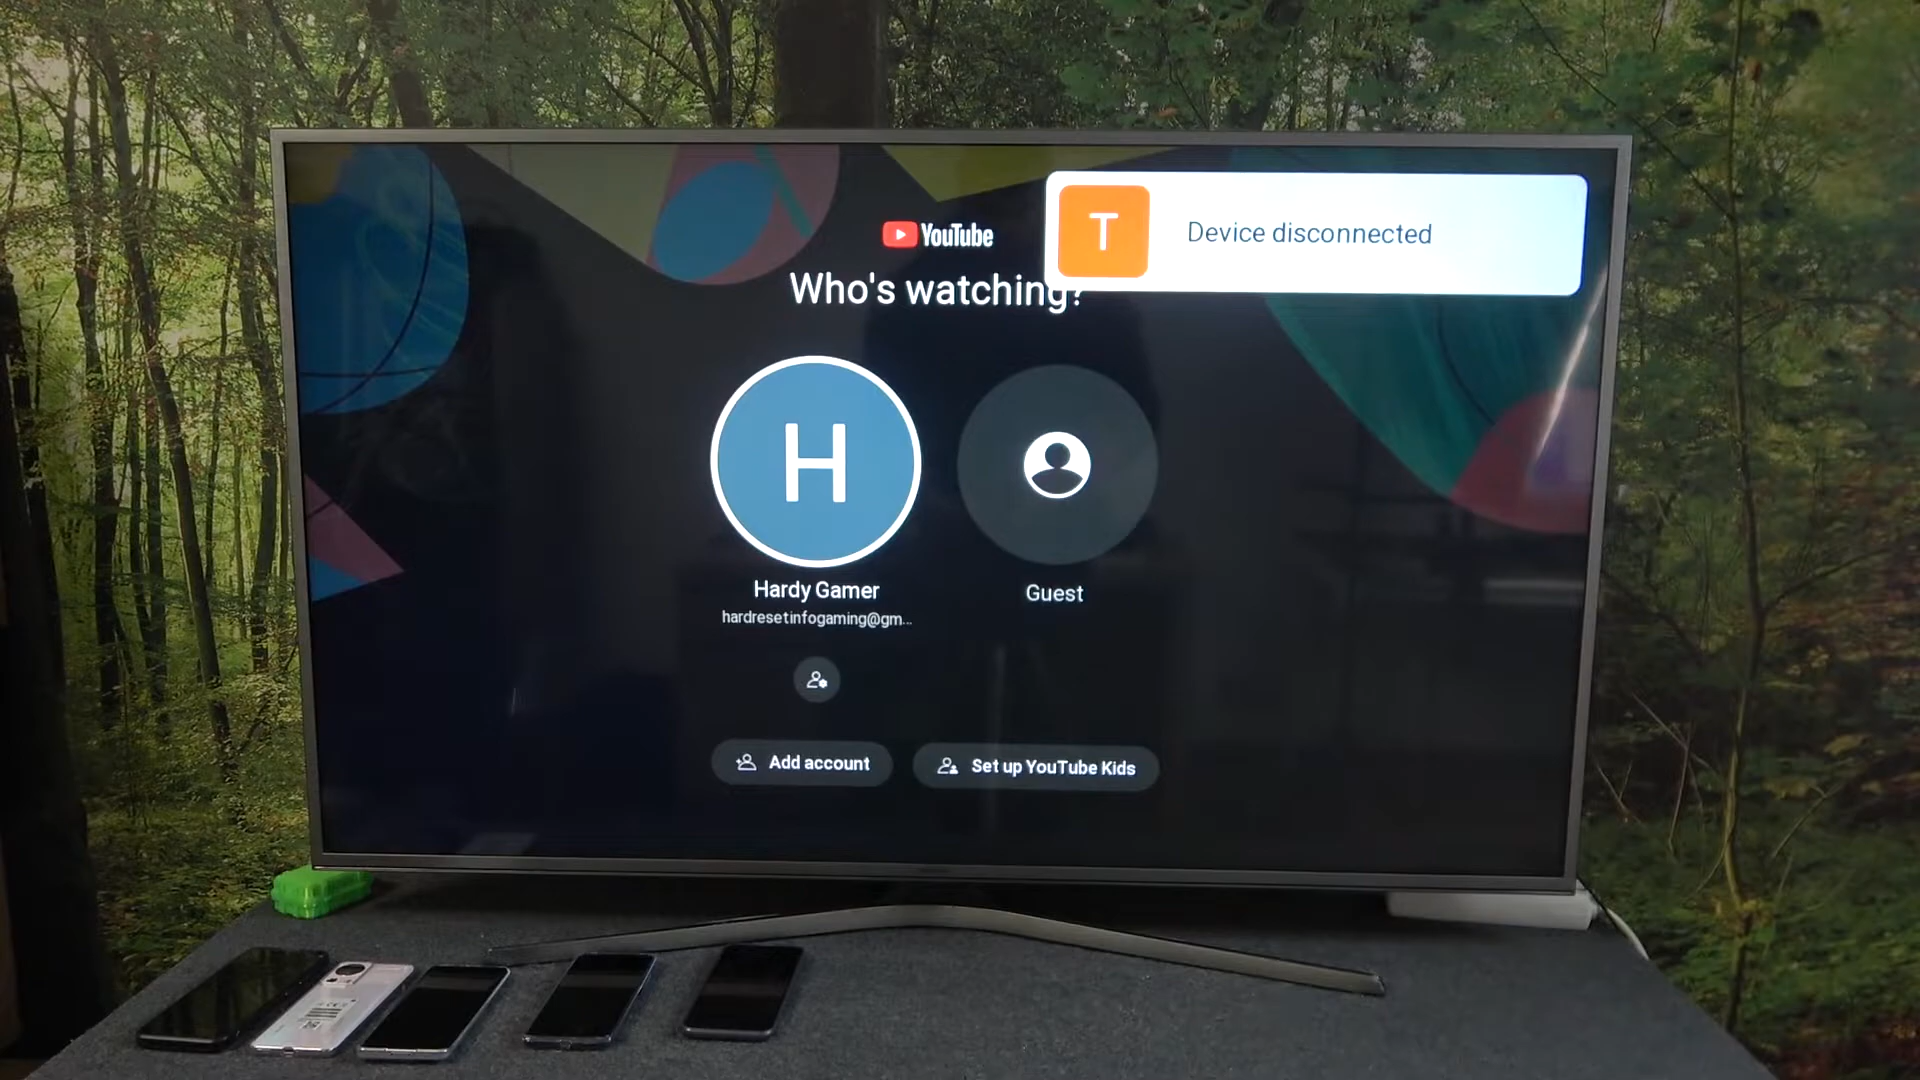 YouTube
T
Device disconnected
Who's watching?
H
Hardy Gamer
hardresetinfogaming@gm...
Guest
Add account
Set up YouTube Kids